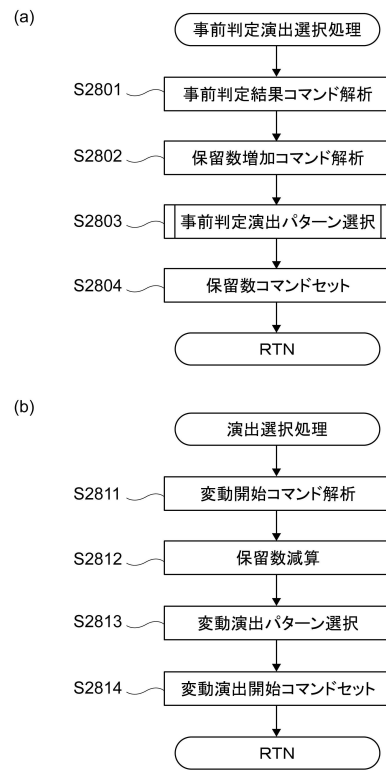 (a)
事前判定演出選択処理
S2801 事前判定結果コマンド解析
S2802 保留数増加コマンド解析
S2803 事前判定演出パターン選択
S2804 保留数コマンドセット
RTN
(b)
演出選択処理
S2811 変動開始コマンド解析
S2812 保留数減算
S2813 変動演出パターン選択
S2814 変動演出開始コマンドセット
RTN